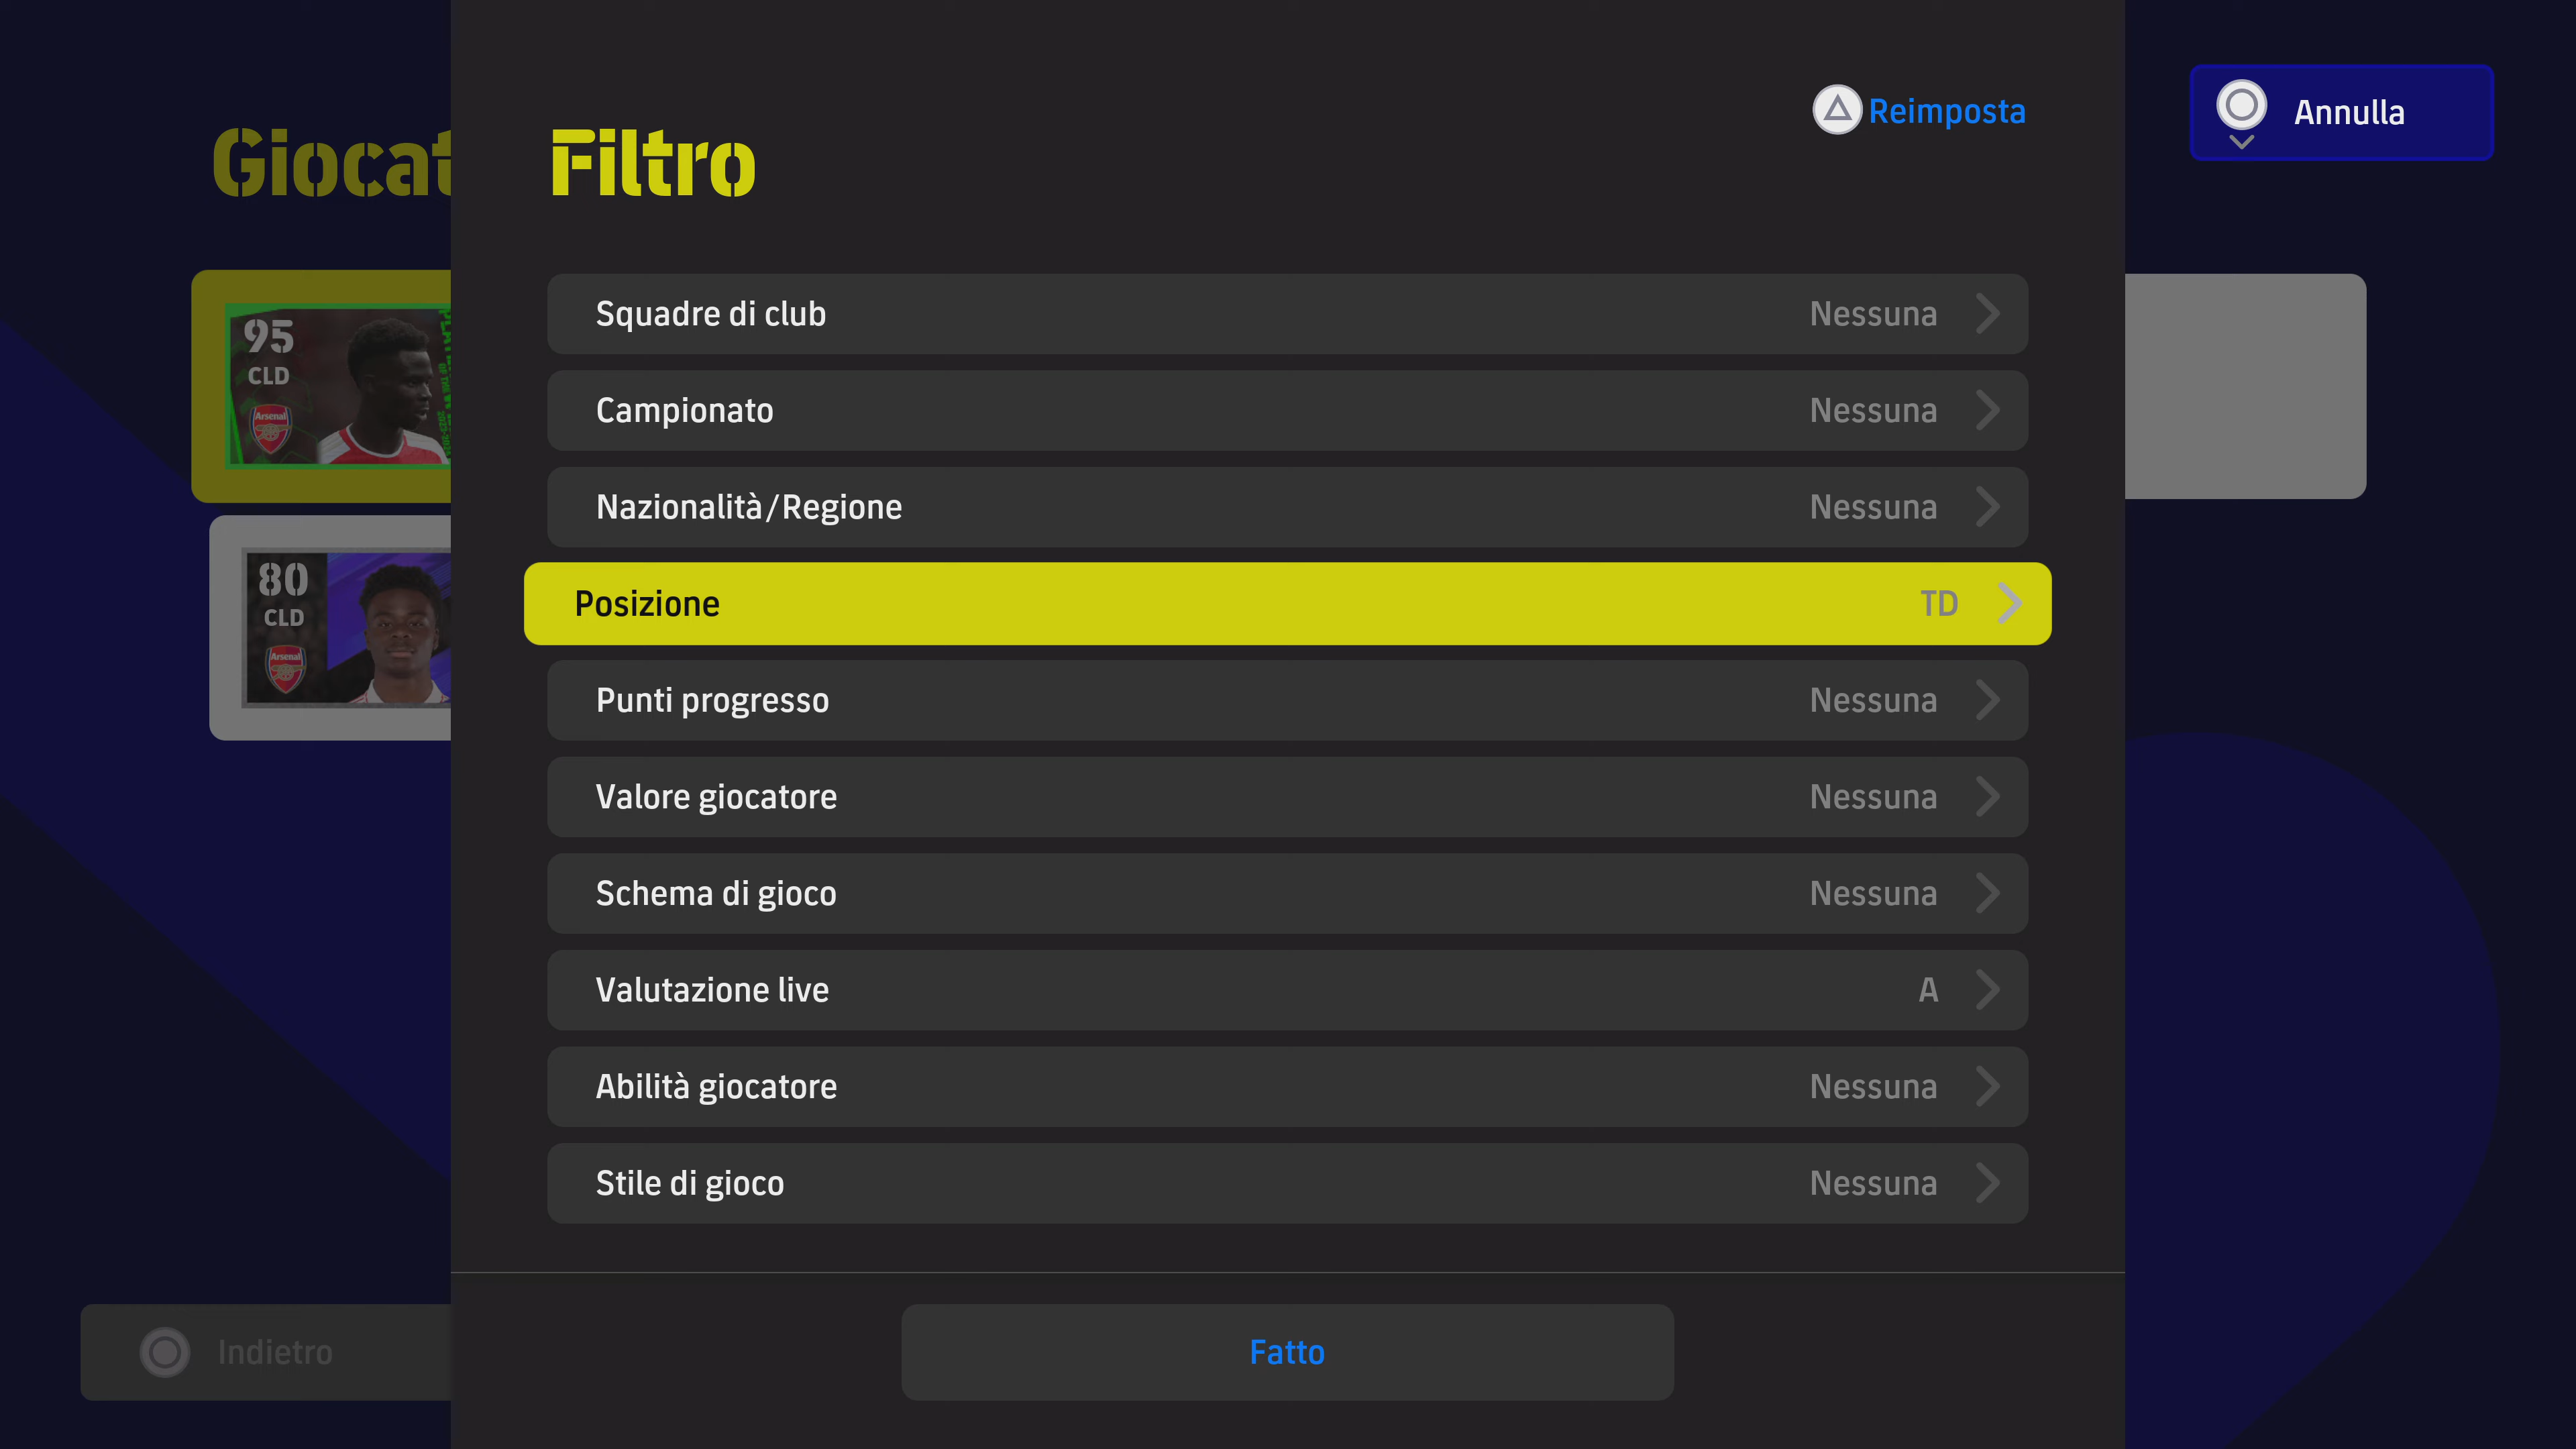 Giocat
Filtro
Reimposta
Annulla
95
CLD
Arsenal
80
CLD
Arsenal
Squadre di club Nessuna
Campionato Nessuna
Nazionalità/Regione Nessuna
Posizione TD
Punti progresso Nessuna
Valore giocatore Nessuna
Schema di gioco Nessuna
Valutazione live A
Abilità giocatore Nessuna
Stile di gioco Nessuna
Indietro
Fatto